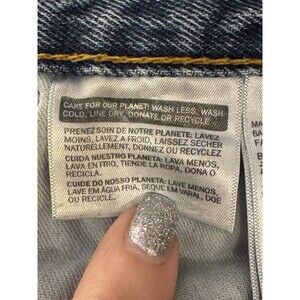 CARE FOR OUR PLANET: WASH LESS, WASH
COLD, LINE DRY, DONATE OR RECYCLE.
PRENEZ SOIN DE NOTRE PLANETE: LAVEZ
MOINS, LAVEZ A FROID, LAISSEZ SECHER
NATURELLEMENT, DONNEZ OU RECYCLEZ
CUIDA NUESTRO PLANETA: LAVA MENOS,
LAVA EN FRIO, TIENDE LA ROPA, DONA O
RECICLA.
CUIDE DO NOSSO PLANETA: LAVE MENOS,
LAVE EM ÁGUA FRIA, SEQUE EM VARAL, DOE
OU RECICLE